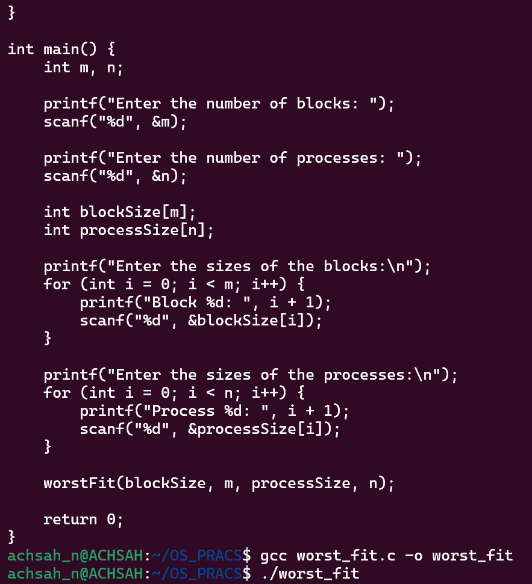 }

int main() {
    int m, n;

    printf("Enter the number of blocks: ");
    scanf("%d", &m);

    printf("Enter the number of processes: ");
    scanf("%d", &n);

    int blockSize[m];
    int processSize[n];

    printf("Enter the sizes of the blocks:\n");
    for (int i = 0; i < m; i++) {
        printf("Block %d: ", i + 1);
        scanf("%d", &blockSize[i]);
    }

    printf("Enter the sizes of the processes:\n");
    for (int i = 0; i < n; i++) {
        printf("Process %d: ", i + 1);
        scanf("%d", &processSize[i]);
    }

    worstFit(blockSize, m, processSize, n);

    return 0;
}
achsah_n@ACHSAH:~/OS_PRACS$ gcc worst_fit.c -o worst_fit
achsah_n@ACHSAH:~/OS_PRACS$ ./worst_fit